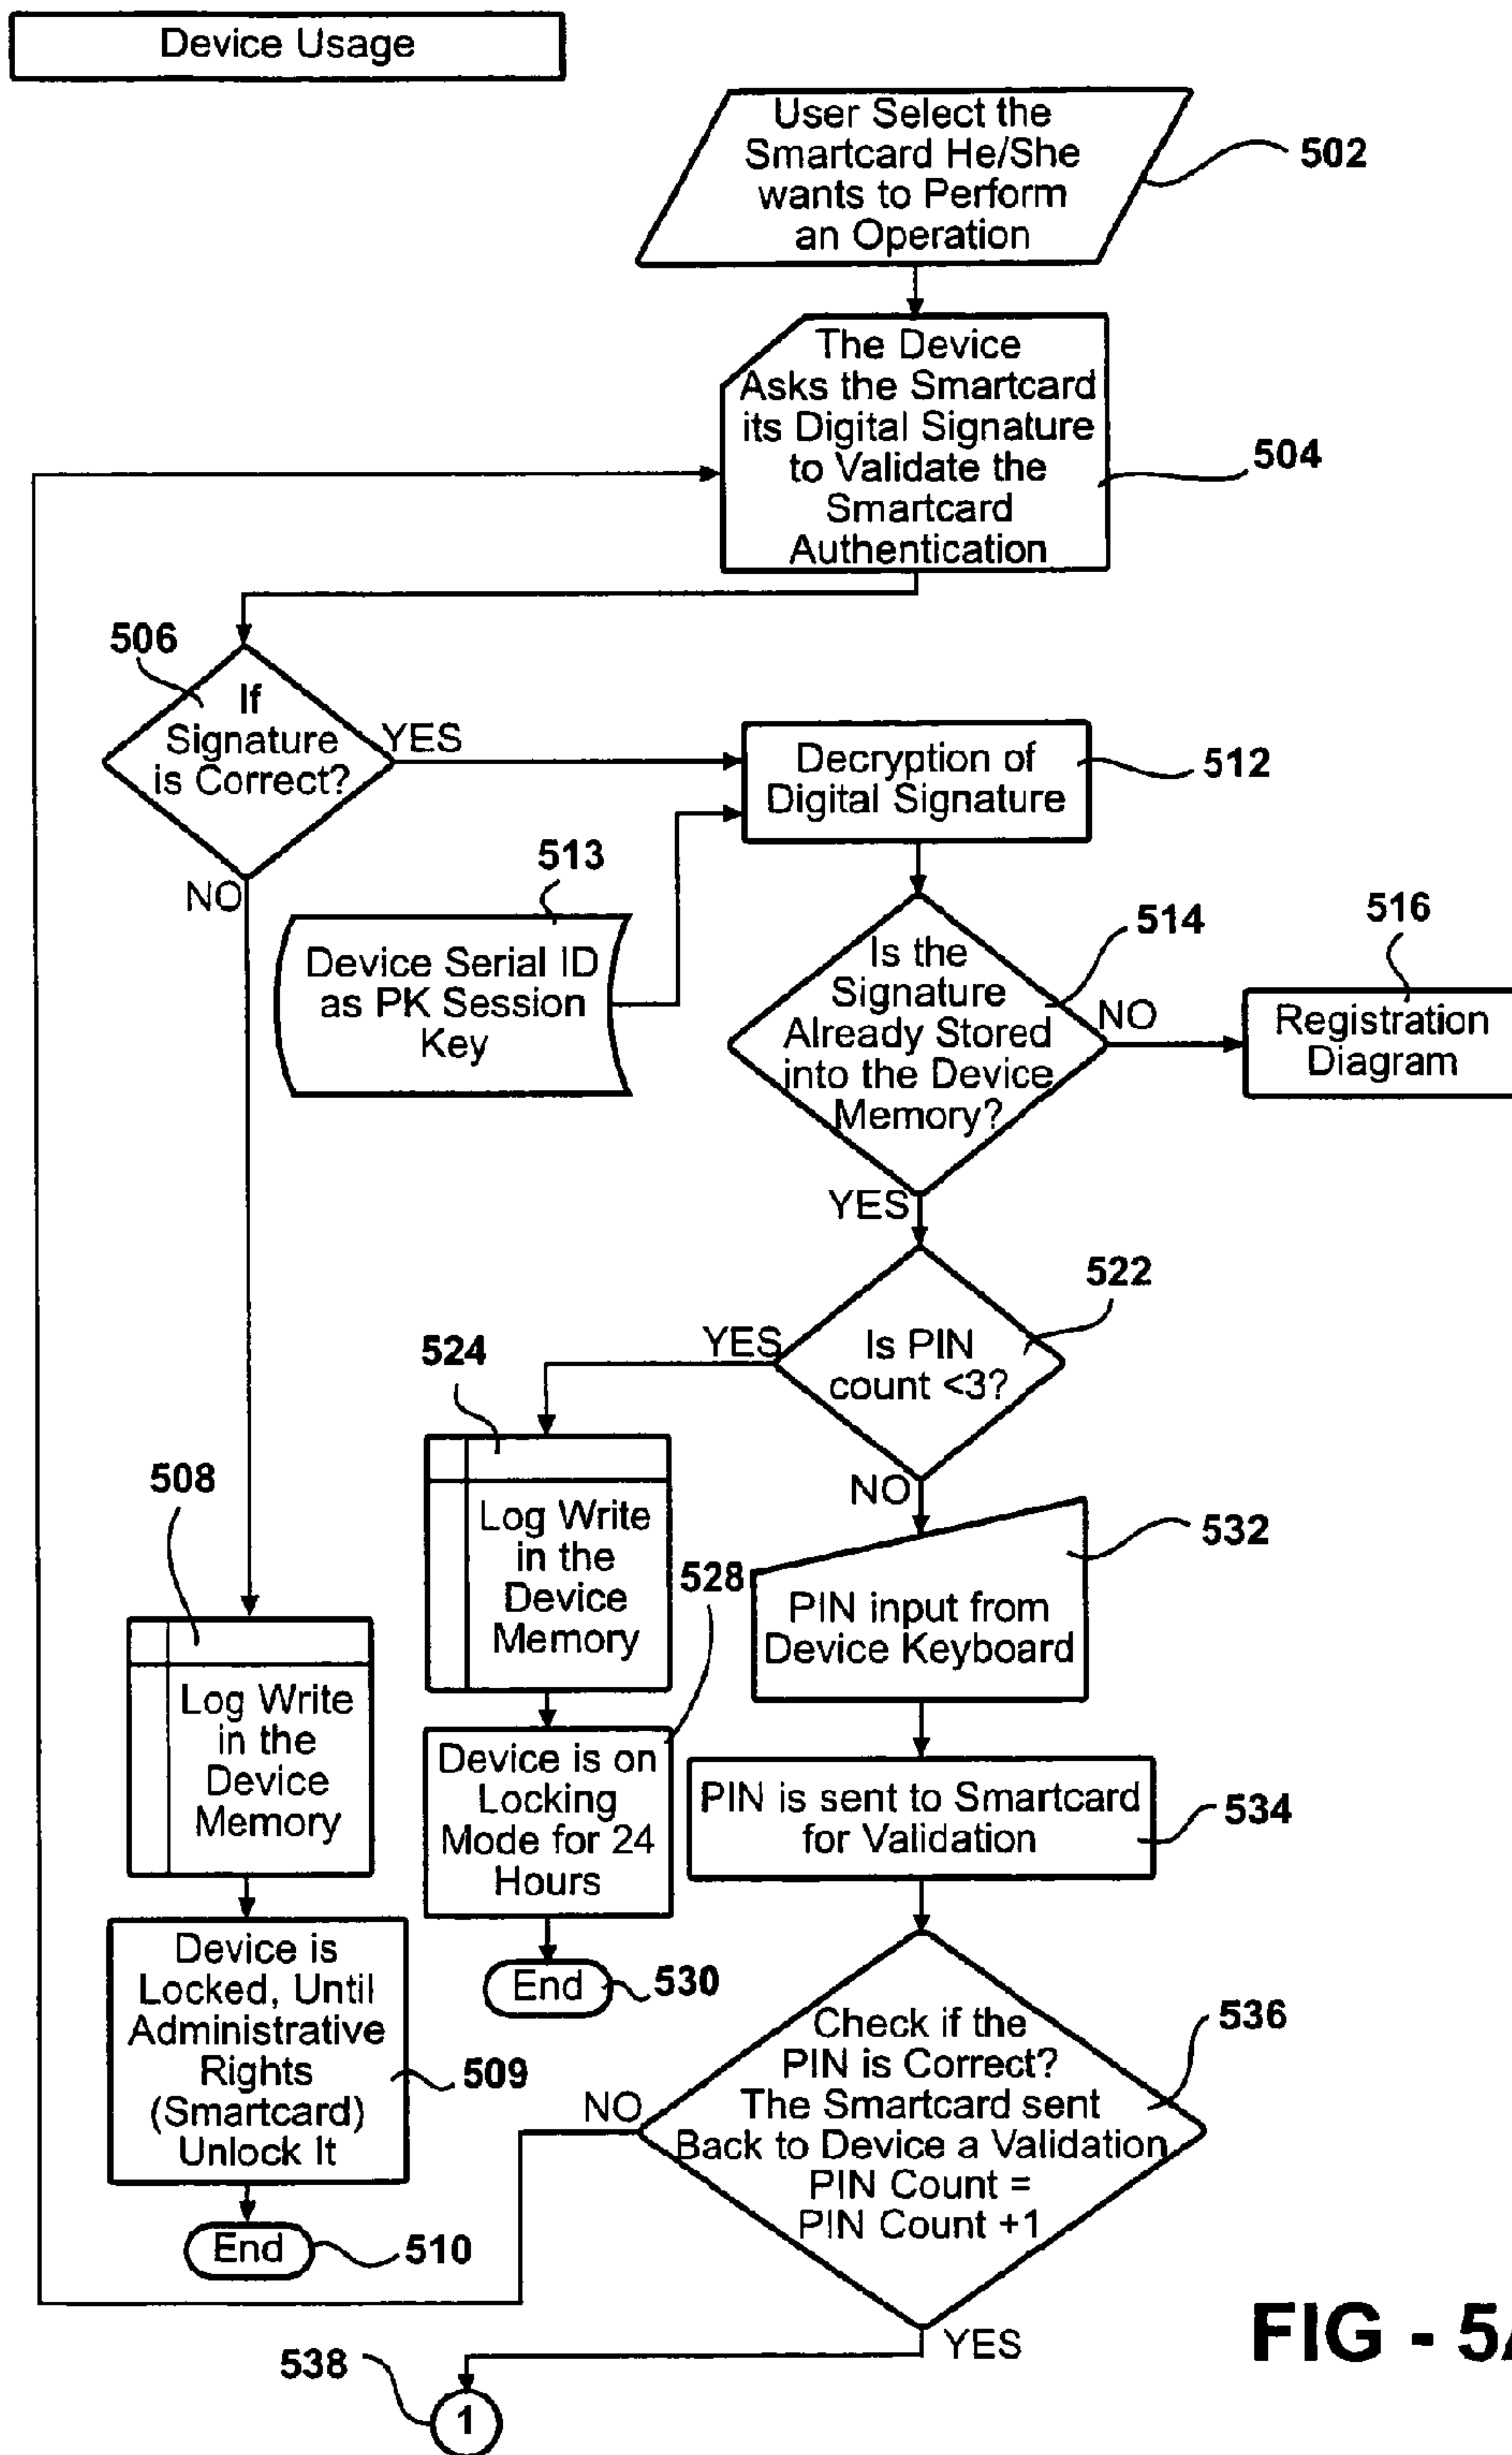 Device Usage
User Select the
Smartcard He/She
wants to Perform
an Operation
502
The Device
Asks the Smartcard
its Digital Signature
to Validate the
Smartcard
Authentication
504
506
If
Signature
is Correct?
YES
NO
Decryption of
Digital Signature
512
513
Device Serial ID
as PK Session
Key
514
Is the
Signature
Already Stored
into the Device
Memory?
NO
YES
516
Registration
Diagram
522
Is PIN
count <3?
YES
NO
524
Log Write
in the
Device
Memory
528
Device is on
Locking
Mode for 24
Hours
End
530
532
PIN input from
Device Keyboard
PIN is sent to Smartcard
for Validation
534
508
Log Write
in the
Device
Memory
Device is
Locked, Until
Administrative
Rights
(Smartcard)
Unlock It
509
End
510
536
Check if the
PIN is Correct?
The Smartcard sent
Back to Device a Validation
PIN Count =
PIN Count +1
NO
YES
538
1
FIG - 5A